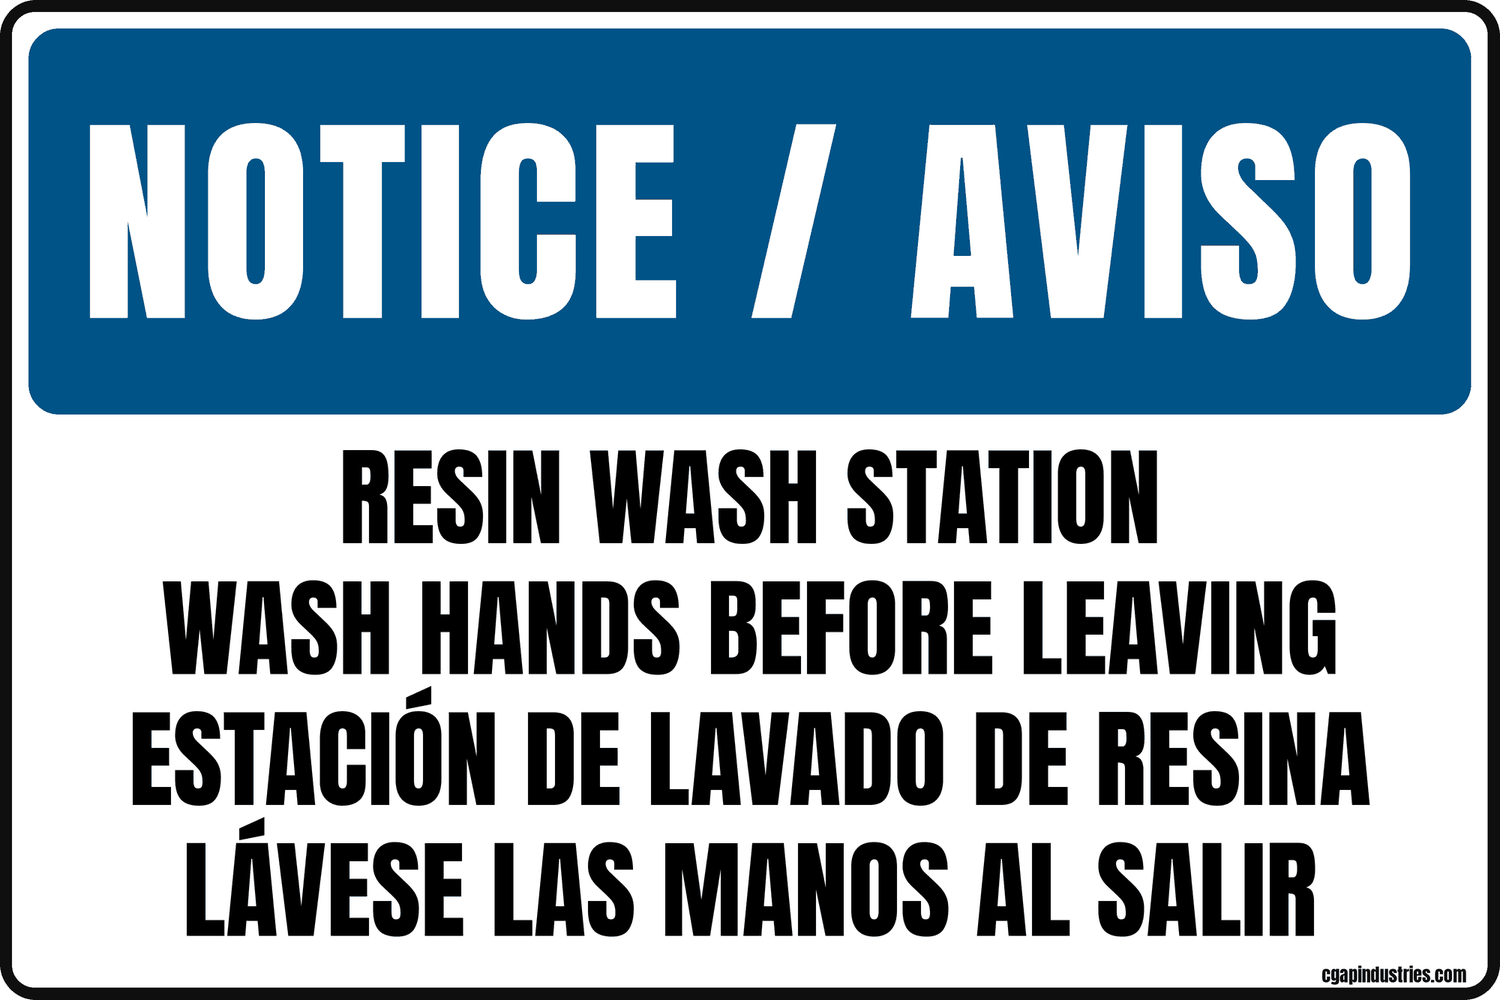 NOTICE / AVISO
RESIN WASH STATION
WASH HANDS BEFORE LEAVING
ESTACIÓN DE LAVADO DE RESINA
LÁVESE LAS MANOS AL SALIR
cgapindustries.com